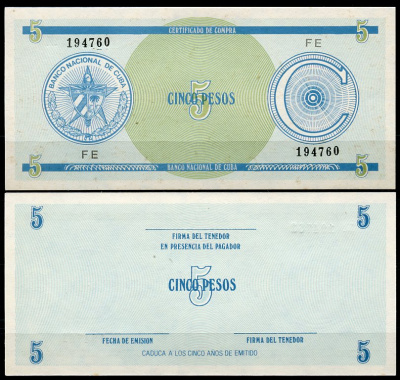 5 CERTIFICADO DE COMPRA 5
194760 FE
BANCO NACIONAL DE CUBA
5
CINCO PESOS
C
FE 194760
5 BANCO NACIONAL DE CUBA 5
5 5
FIRMA DEL TENEDOR
EN PRESENCIA DEL PAGADOR
5
CINCO PESOS
FECHA DE EMISION FIRMA DEL TENEDOR
5 CADUCA A LOS CINCO AÑOS DE EMITIDO 5